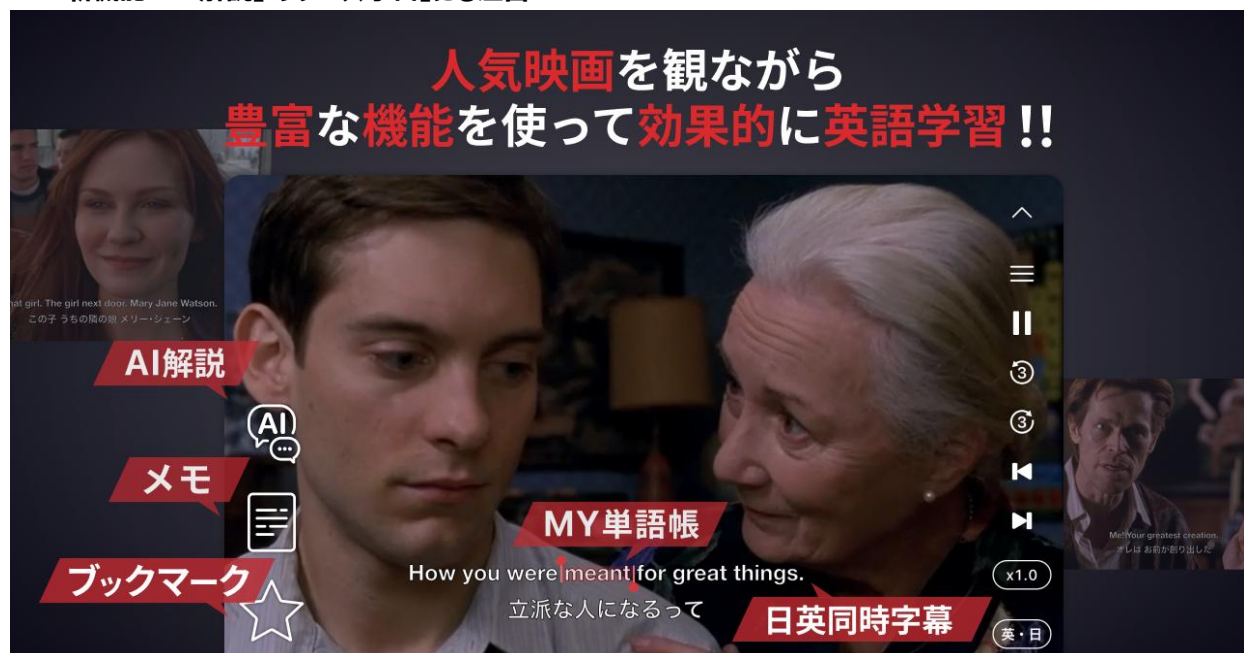 人気映画を観ながら
豊富な機能を使って効果的に英語学習!!
at girl. The girl next door. Mary Jane Watson.
この子 うちの隣の娘 メリー・ジェーン
AI解説
AI
メモ
ブックマーク
MY単語帳
How you were meant for great things.
立派な人になるって
日英同時字幕
3
3
x1.0
英・日
Me! Your greatest creation.
オレは お前が創り出した